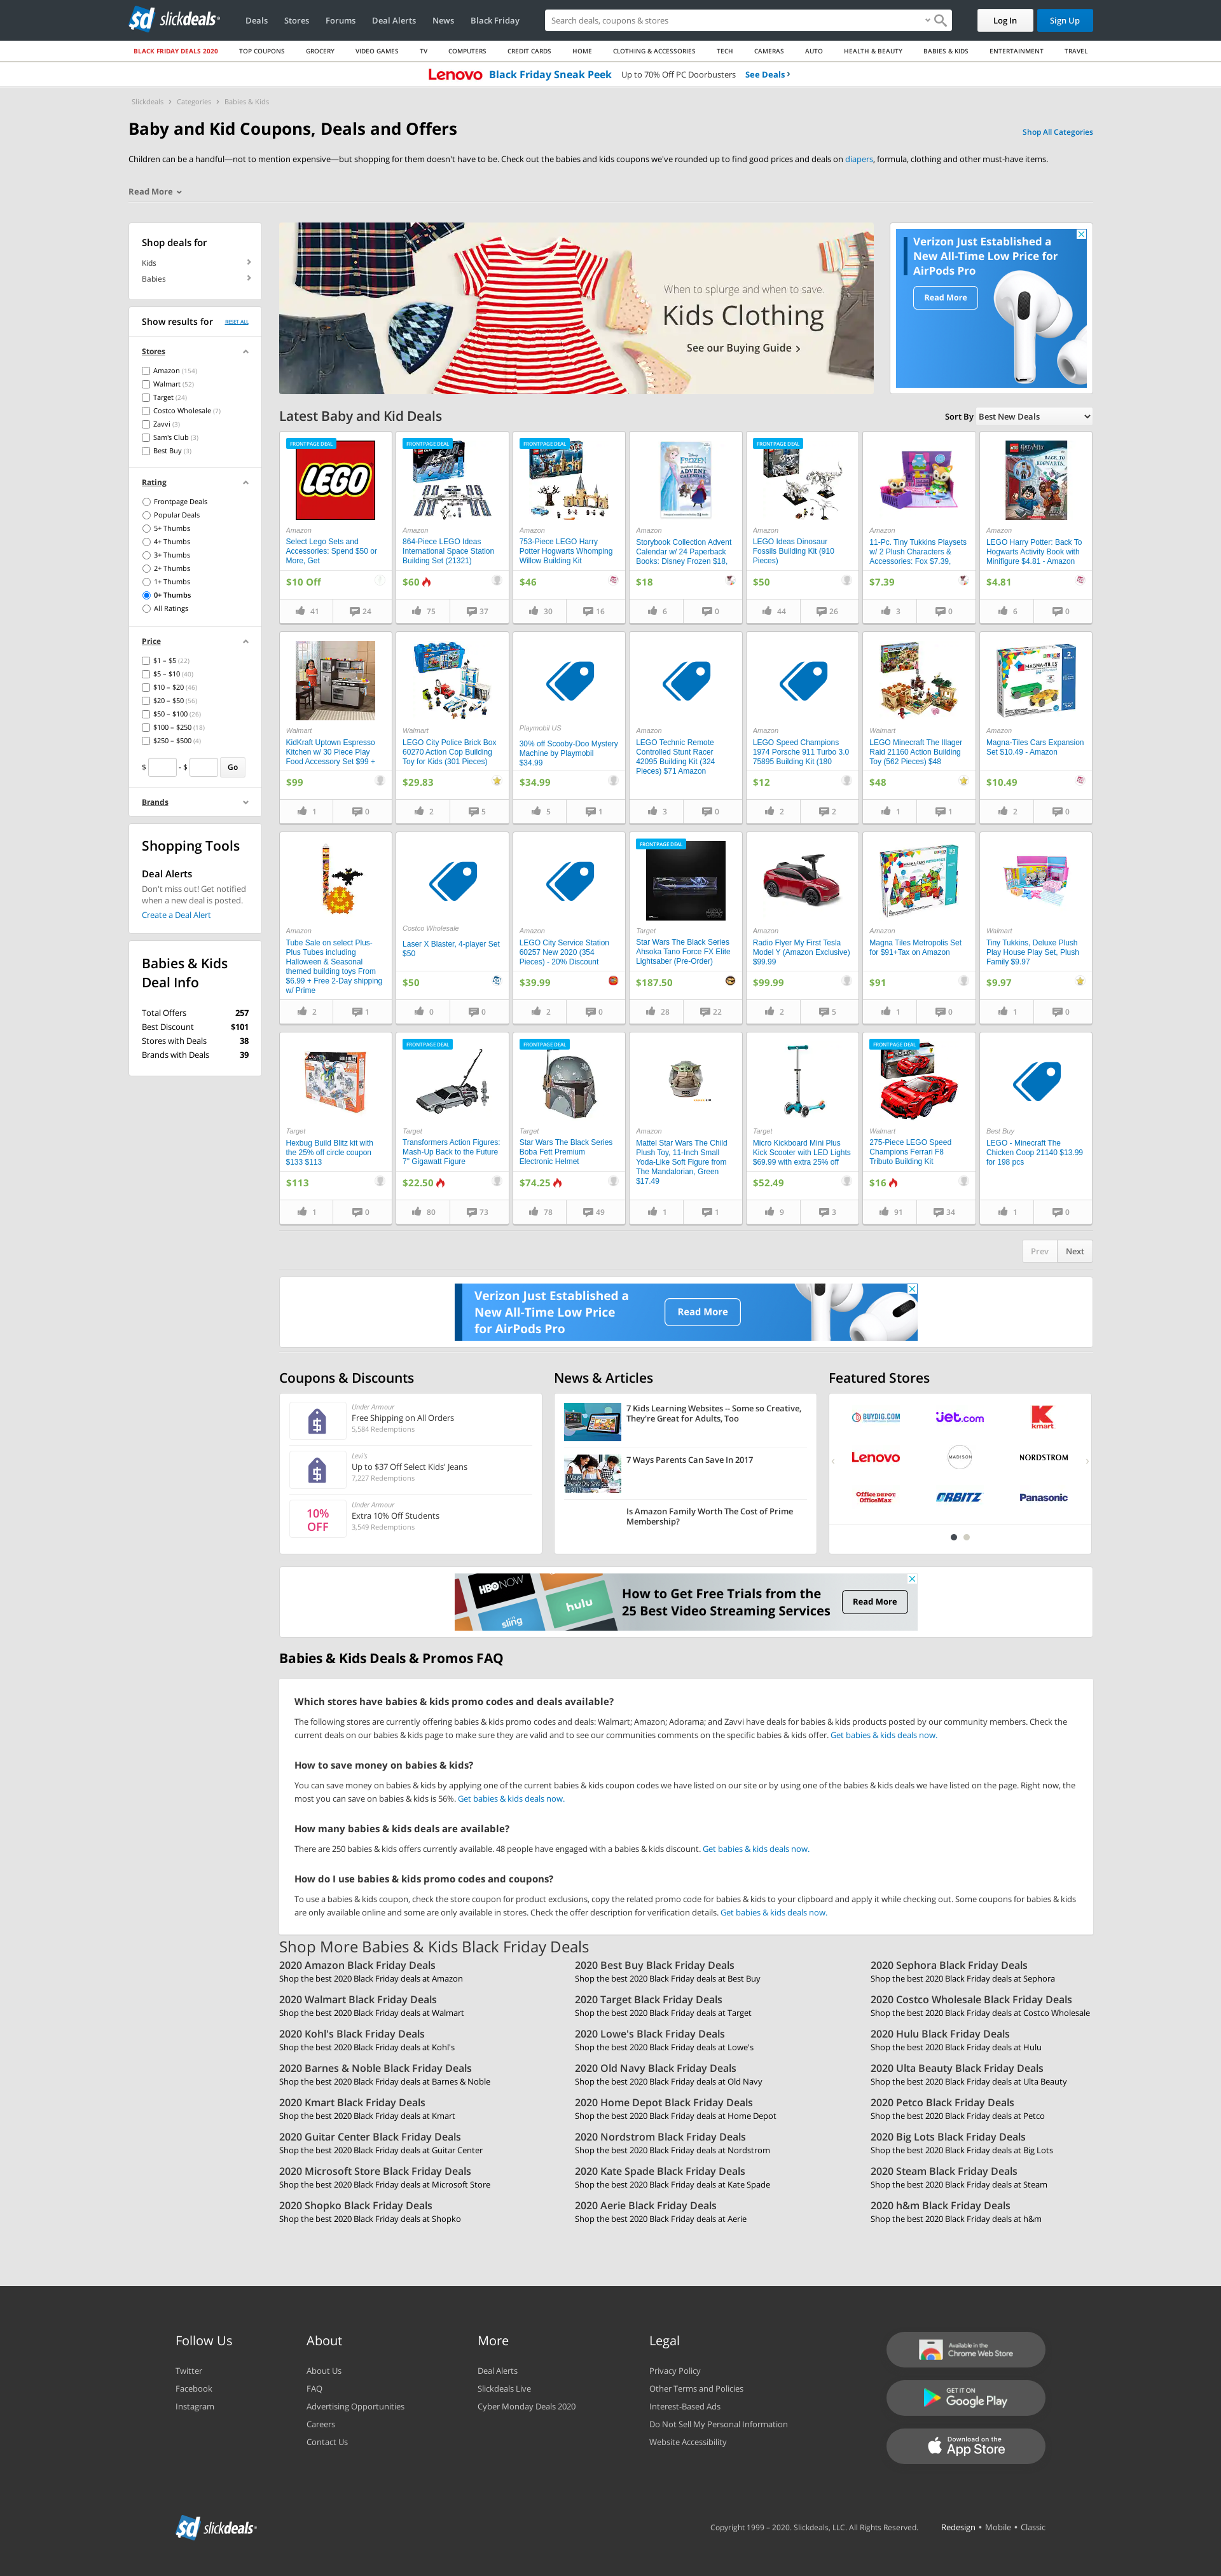 slickdeals
Deals
Stores
Forums
Deal Alerts
News
Black Friday
Search deals, coupons & stores
Log In
Sign Up
BLACK FRIDAY DEALS 2020
TOP COUPONS
GROCERY
VIDEO GAMES
TV
COMPUTERS
CREDIT CARDS
HOME
CLOTHING & ACCESSORIES
TECH
CAMERAS
AUTO
HEALTH & BEAUTY
BABIES & KIDS
ENTERTAINMENT
TRAVEL
Lenovo Black Friday Sneak Peek Up to 70% Off PC Doorbusters See Deals
Slickdeals › Categories › Babies & Kids
Baby and Kid Coupons, Deals and Offers
Shop All Categories
Children can be a handful—not to mention expensive—but shopping for them doesn't have to be. Check out the babies and kids coupons we've rounded up to find good prices and deals on diapers, formula, clothing and other must-have items.
Read More
Shop deals for
Kids
Babies
Show results for
RESET ALL
Stores
Amazon (154)
Walmart (52)
Target (24)
Costco Wholesale (7)
Zavvi (3)
Sam's Club (3)
Best Buy (3)
Rating
Frontpage Deals
Popular Deals
5+ Thumbs
4+ Thumbs
3+ Thumbs
2+ Thumbs
1+ Thumbs
0+ Thumbs
All Ratings
Price
$1 – $5 (22)
$5 – $10 (40)
$10 – $20 (46)
$20 – $50 (56)
$50 – $100 (26)
$100 – $250 (18)
$250 – $500 (4)
$ - $ Go
Brands
Shopping Tools
Deal Alerts
Don't miss out! Get notified
when a new deal is posted.
Create a Deal Alert
Babies & Kids
Deal Info
Total Offers 257
Best Discount $101
Stores with Deals 38
Brands with Deals 39
When to splurge and when to save.
Kids Clothing
See our Buying Guide
Verizon Just Established a
New All-Time Low Price for
AirPods Pro
Read More
Latest Baby and Kid Deals
Sort By Best New Deals
FRONTPAGE DEAL
LEGO
Amazon
Select Lego Sets and
Accessories: Spend $50 or
More, Get
$10 Off
41 24
FRONTPAGE DEAL
Amazon
864-Piece LEGO Ideas
International Space Station
Building Set (21321)
$60
75 37
FRONTPAGE DEAL
Amazon
753-Piece LEGO Harry
Potter Hogwarts Whomping
Willow Building Kit
$46
30 16
FROZEN
ADVENT
CALENDAR
Amazon
Storybook Collection Advent
Calendar w/ 24 Paperback
Books: Disney Frozen $18,
$18
6 0
FRONTPAGE DEAL
Amazon
LEGO Ideas Dinosaur
Fossils Building Kit (910
Pieces)
$50
44 26
Amazon
11-Pc. Tiny Tukkins Playsets
w/ 2 Plush Characters &
Accessories: Fox $7.39,
$7.39
3 0
BACK TO
HOGWARTS
Amazon
LEGO Harry Potter: Back To
Hogwarts Activity Book with
Minifigure $4.81 - Amazon
$4.81
6 0
Walmart
KidKraft Uptown Espresso
Kitchen w/ 30 Piece Play
Food Accessory Set $99 +
$99
1 0
Walmart
LEGO City Police Brick Box
60270 Action Cop Building
Toy for Kids (301 Pieces)
$29.83
2 5
Playmobil US
30% off Scooby-Doo Mystery
Machine by Playmobil
$34.99
$34.99
5 1
Amazon
LEGO Technic Remote
Controlled Stunt Racer
42095 Building Kit (324
Pieces) $71 Amazon
3 0
Amazon
LEGO Speed Champions
1974 Porsche 911 Turbo 3.0
75895 Building Kit (180
$12
2 2
Walmart
LEGO Minecraft The Illager
Raid 21160 Action Building
Toy (562 Pieces) $48
$48
1 1
MAGNA-TILES
Amazon
Magna-Tiles Cars Expansion
Set $10.49 - Amazon
$10.49
2 0
Amazon
Tube Sale on select Plus-
Plus Tubes including
Halloween & Seasonal
themed building toys From
$6.99 + Free 2-Day shipping
w/ Prime
2 1
Costco Wholesale
Laser X Blaster, 4-player Set
$50
$50
0 0
Amazon
LEGO City Service Station
60257 New 2020 (354
Pieces) - 20% Discount
$39.99
2 0
FRONTPAGE DEAL
Target
Star Wars The Black Series
Ahsoka Tano Force FX Elite
Lightsaber (Pre-Order)
$187.50
28 22
Amazon
Radio Flyer My First Tesla
Model Y (Amazon Exclusive)
$99.99
$99.99
2 5
Amazon
Magna Tiles Metropolis Set
for $91+Tax on Amazon
$91
1 0
Walmart
Tiny Tukkins, Deluxe Plush
Play House Play Set, Plush
Family $9.97
$9.97
1 0
Target
Hexbug Build Blitz kit with
the 25% off circle coupon
$133 $113
$113
1 0
FRONTPAGE DEAL
Target
Transformers Action Figures:
Mash-Up Back to the Future
7" Gigawatt Figure
$22.50
80 73
FRONTPAGE DEAL
Target
Star Wars The Black Series
Boba Fett Premium
Electronic Helmet
$74.25
78 49
Amazon
Mattel Star Wars The Child
Plush Toy, 11-Inch Small
Yoda-Like Soft Figure from
The Mandalorian, Green
$17.49
1 1
Target
Micro Kickboard Mini Plus
Kick Scooter with LED Lights
$69.99 with extra 25% off
$52.49
9 3
FRONTPAGE DEAL
Walmart
275-Piece LEGO Speed
Champions Ferrari F8
Tributo Building Kit
$16
91 34
Best Buy
LEGO - Minecraft The
Chicken Coop 21140 $13.99
for 198 pcs
1 0
Prev Next
Verizon Just Established a
New All-Time Low Price
for AirPods Pro
Read More
Coupons & Discounts
Under Armour
Free Shipping on All Orders
5,584 Redemptions
Levi's
Up to $37 Off Select Kids' Jeans
7,227 Redemptions
10%
OFF
Under Armour
Extra 10% Off Students
3,549 Redemptions
News & Articles
7 Kids Learning Websites -- Some so Creative,
They're Great for Adults, Too
7 Ways Parents Can Save In 2017
Is Amazon Family Worth The Cost of Prime
Membership?
Featured Stores
BUYDIG.COM
Jet.com
kmart
Lenovo
MADISON
NORDSTROM
Office DEPOT
OfficeMax
ORBITZ
Panasonic
HBO NOW
sling
hulu
How to Get Free Trials from the
25 Best Video Streaming Services
Read More
Babies & Kids Deals & Promos FAQ
Which stores have babies & kids promo codes and deals available?
The following stores are currently offering babies & kids promo codes and deals: Walmart; Amazon; Adorama; and Zavvi have deals for babies & kids products posted by our community members. Check the
current deals on our babies & kids page to make sure they are valid and to see our communities comments on the specific babies & kids offer. Get babies & kids deals now.
How to save money on babies & kids?
You can save money on babies & kids by applying one of the current babies & kids coupon codes we have listed on our site or by using one of the babies & kids deals we have listed on the page. Right now, the
most you can save on babies & kids is 56%. Get babies & kids deals now.
How many babies & kids deals are available?
There are 250 babies & kids offers currently available. 48 people have engaged with a babies & kids discount. Get babies & kids deals now.
How do I use babies & kids promo codes and coupons?
To use a babies & kids coupon, check the store coupon for product exclusions, copy the related promo code for babies & kids to your clipboard and apply it while checking out. Some coupons for babies & kids
are only available online and some are only available in stores. Check the offer description for verification details. Get babies & kids deals now.
Shop More Babies & Kids Black Friday Deals
2020 Amazon Black Friday Deals
Shop the best 2020 Black Friday deals at Amazon
2020 Best Buy Black Friday Deals
Shop the best 2020 Black Friday deals at Best Buy
2020 Sephora Black Friday Deals
Shop the best 2020 Black Friday deals at Sephora
2020 Walmart Black Friday Deals
Shop the best 2020 Black Friday deals at Walmart
2020 Target Black Friday Deals
Shop the best 2020 Black Friday deals at Target
2020 Costco Wholesale Black Friday Deals
Shop the best 2020 Black Friday deals at Costco Wholesale
2020 Kohl's Black Friday Deals
Shop the best 2020 Black Friday deals at Kohl's
2020 Lowe's Black Friday Deals
Shop the best 2020 Black Friday deals at Lowe's
2020 Hulu Black Friday Deals
Shop the best 2020 Black Friday deals at Hulu
2020 Barnes & Noble Black Friday Deals
Shop the best 2020 Black Friday deals at Barnes & Noble
2020 Old Navy Black Friday Deals
Shop the best 2020 Black Friday deals at Old Navy
2020 Ulta Beauty Black Friday Deals
Shop the best 2020 Black Friday deals at Ulta Beauty
2020 Kmart Black Friday Deals
Shop the best 2020 Black Friday deals at Kmart
2020 Home Depot Black Friday Deals
Shop the best 2020 Black Friday deals at Home Depot
2020 Petco Black Friday Deals
Shop the best 2020 Black Friday deals at Petco
2020 Guitar Center Black Friday Deals
Shop the best 2020 Black Friday deals at Guitar Center
2020 Nordstrom Black Friday Deals
Shop the best 2020 Black Friday deals at Nordstrom
2020 Big Lots Black Friday Deals
Shop the best 2020 Black Friday deals at Big Lots
2020 Microsoft Store Black Friday Deals
Shop the best 2020 Black Friday deals at Microsoft Store
2020 Kate Spade Black Friday Deals
Shop the best 2020 Black Friday deals at Kate Spade
2020 Steam Black Friday Deals
Shop the best 2020 Black Friday deals at Steam
2020 Shopko Black Friday Deals
Shop the best 2020 Black Friday deals at Shopko
2020 Aerie Black Friday Deals
Shop the best 2020 Black Friday deals at Aerie
2020 h&m Black Friday Deals
Shop the best 2020 Black Friday deals at h&m
Follow Us
Twitter
Facebook
Instagram
About
About Us
FAQ
Advertising Opportunities
Careers
Contact Us
More
Deal Alerts
Slickdeals Live
Cyber Monday Deals 2020
Legal
Privacy Policy
Other Terms and Policies
Interest-Based Ads
Do Not Sell My Personal Information
Website Accessibility
Available in the
Chrome Web Store
GET IT ON
Google Play
Download on the
App Store
slickdeals
Copyright 1999 – 2020. Slickdeals, LLC. All Rights Reserved.
Redesign • Mobile • Classic